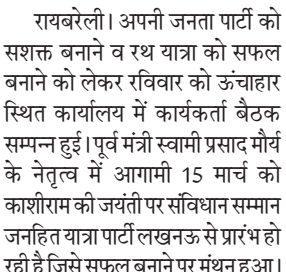 रायबरेली। अपनी जनता पार्टी को
सशक्त बनाने व रथ यात्रा को सफल
बनाने को लेकर रविवार को ऊंचाहार
स्थित कार्यालय में कार्यकर्ता बैठक
सम्पन्न हुई।पूर्व मंत्री स्वामी प्रसाद मौर्य
के नेतृत्व में आगामी 15 मार्च को
काशीराम की जयंती पर संविधान सम्मान
जनहित यात्रा पार्टी लखनऊ से प्रारंभ हो
रही है जिसे सफल बनाने पर मंथन हुआ।